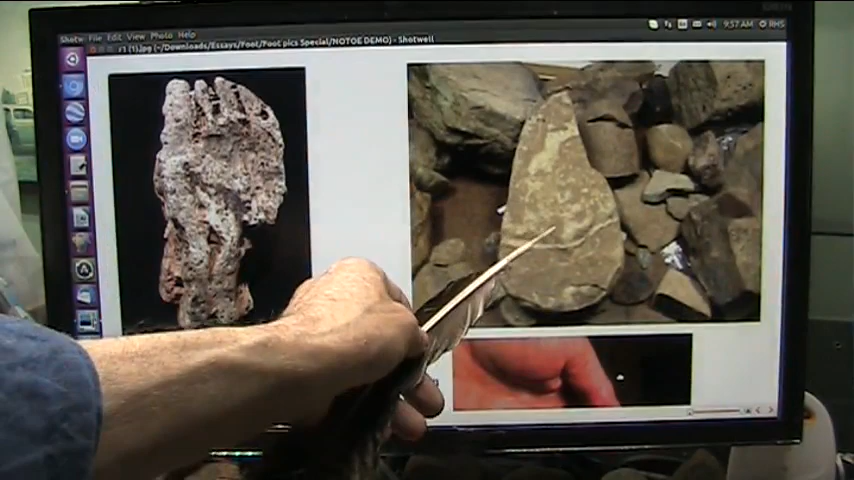 Shotw File Edit View Photo Help
9:57 AM RHS
r1 (1).jpg (~/Downloads/Essays/Foot/Foot pics Special/NOTOE DEMO) - Shotwell